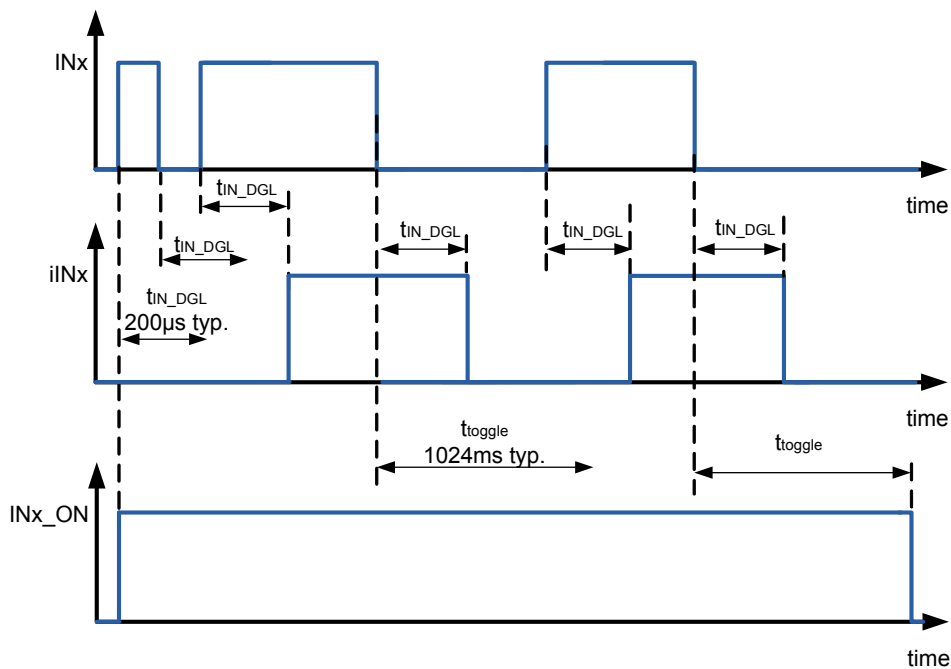 INx
time
tIN_DGL
tIN_DGL
tIN_DGL
tIN_DGL
tIN_DGL
iINx
tIN_DGL
200µs typ.
time
ttoggle
1024ms typ.
ttoggle
INx_ON
time